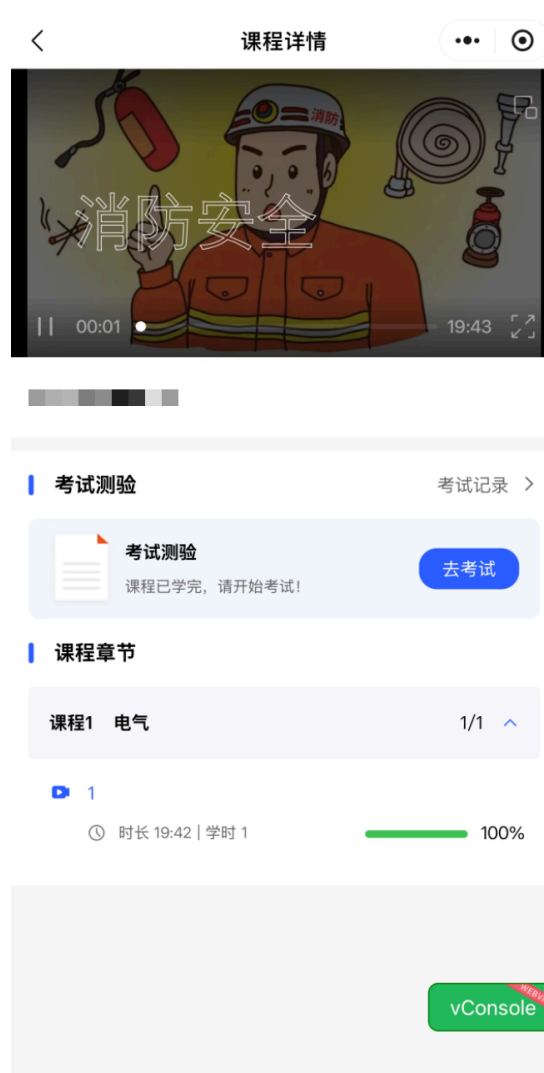 课程详情
消防
消防安全
00:01 19:43
考试测验 考试记录
考试测验
课程已学完，请开始考试！
去考试
课程章节
课程1 电气 1/1
1
时长 19:42 | 学时 1 100%
vConsole